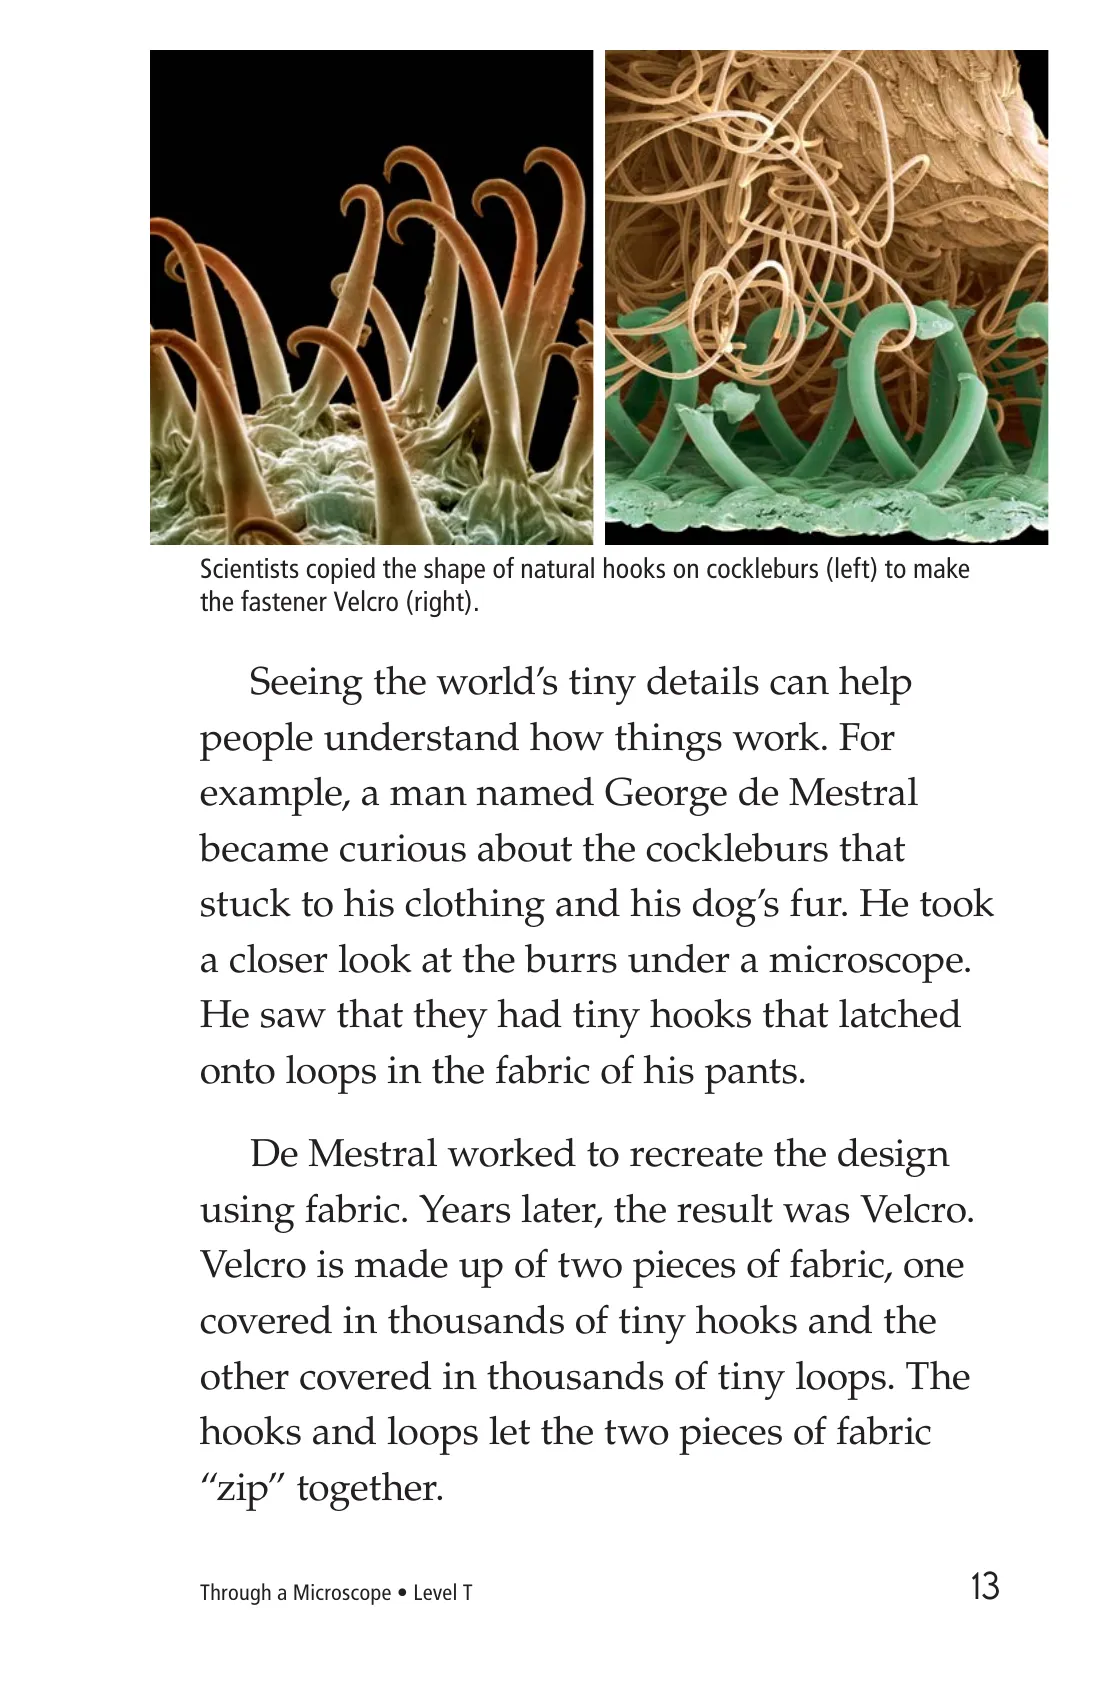 Scientists copied the shape of natural hooks on cockleburs (left) to make
the fastener Velcro (right).
Seeing the world’s tiny details can help
people understand how things work. For
example, a man named George de Mestral
became curious about the cockleburs that
stuck to his clothing and his dog’s fur. He took
a closer look at the burrs under a microscope.
He saw that they had tiny hooks that latched
onto loops in the fabric of his pants.
De Mestral worked to recreate the design
using fabric. Years later, the result was Velcro.
Velcro is made up of two pieces of fabric, one
covered in thousands of tiny hooks and the
other covered in thousands of tiny loops. The
hooks and loops let the two pieces of fabric
“zip” together.
Through a Microscope • Level T
13